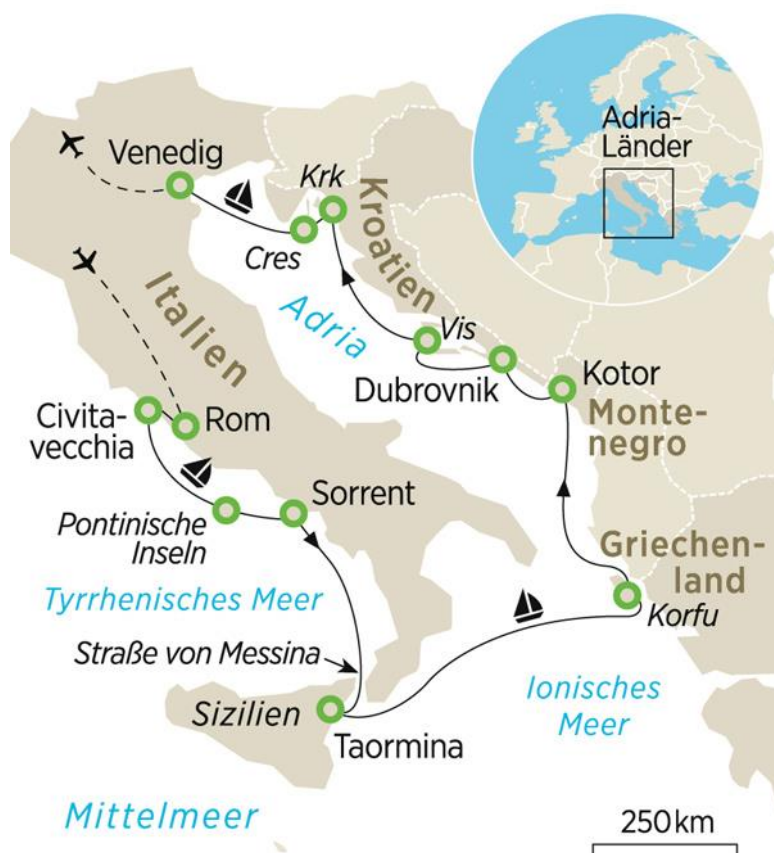 Adria-
Länder
Venedig
Krk
Kroatien
Cres
Italien
Adria
Vis
Dubrovnik
Kotor
Monte-
negro
Civita-
vecchia
Rom
Sorrent
Pontinische
Inseln
Griechen-
land
Tyrrhenisches Meer
Korfu
Straße von Messina
Ionisches
Meer
Sizilien
Taormina
Mittelmeer
250 km